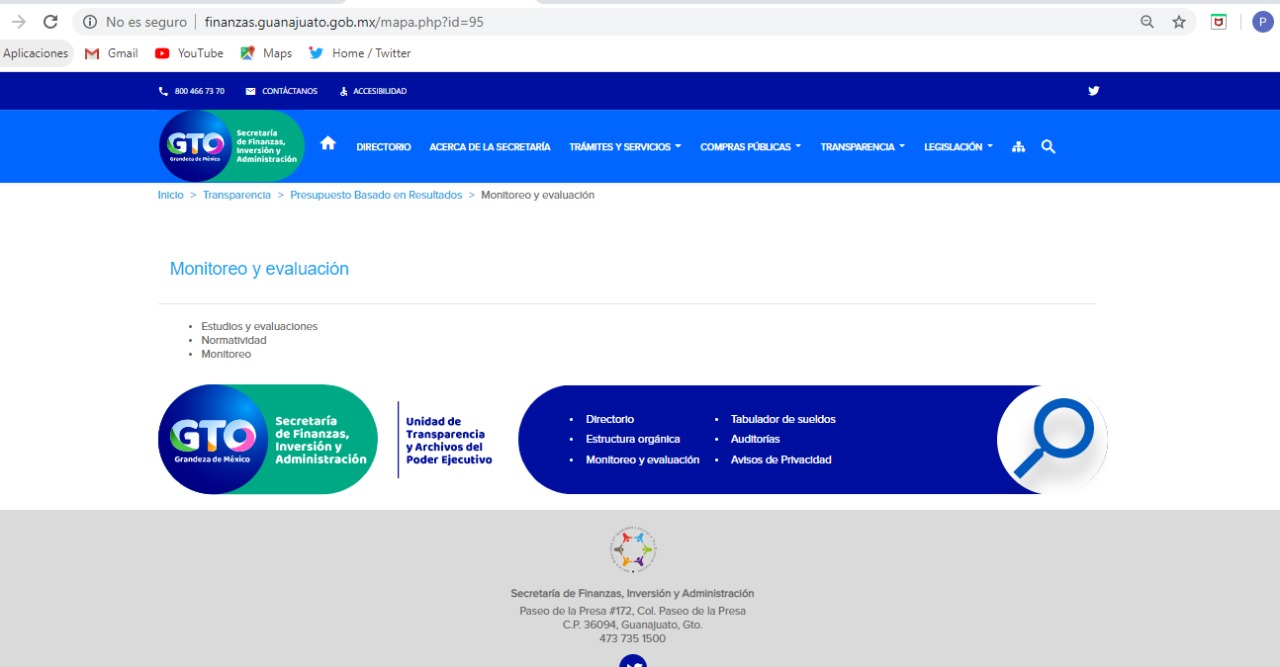 No es seguro | finanzas.guanajuato.gob.mx/mapa.php?id=95
P
Aplicaciones Gmail YouTube Maps Home / Twitter
800 466 73 70 CONTÁCTANOS ACCESIBILIDAD
GTO
Grandeza de México
Secretaría
de Finanzas,
Inversión y
Administración
DIRECTORIO ACERCA DE LA SECRETARÍA TRÁMITES Y SERVICIOS COMPRAS PÚBLICAS TRANSPARENCIA LEGISLACIÓN
Inicio > Transparencia > Presupuesto Basado en Resultados > Monitoreo y evaluación
Monitoreo y evaluación
• Estudios y evaluaciones
• Normatividad
• Monitoreo
GTO
Grandeza de México
Secretaría
de Finanzas,
Inversión y
Administración
Unidad de
Transparencia
y Archivos del
Poder Ejecutivo
• Directorio
• Estructura orgánica
• Monitoreo y evaluación
• Tabulador de sueldos
• Auditorías
• Avisos de Privacidad
Secretaría de Finanzas, Inversión y Administración
Paseo de la Presa #172, Col. Paseo de la Presa
C.P. 36094, Guanajuato, Gto.
473 735 1500